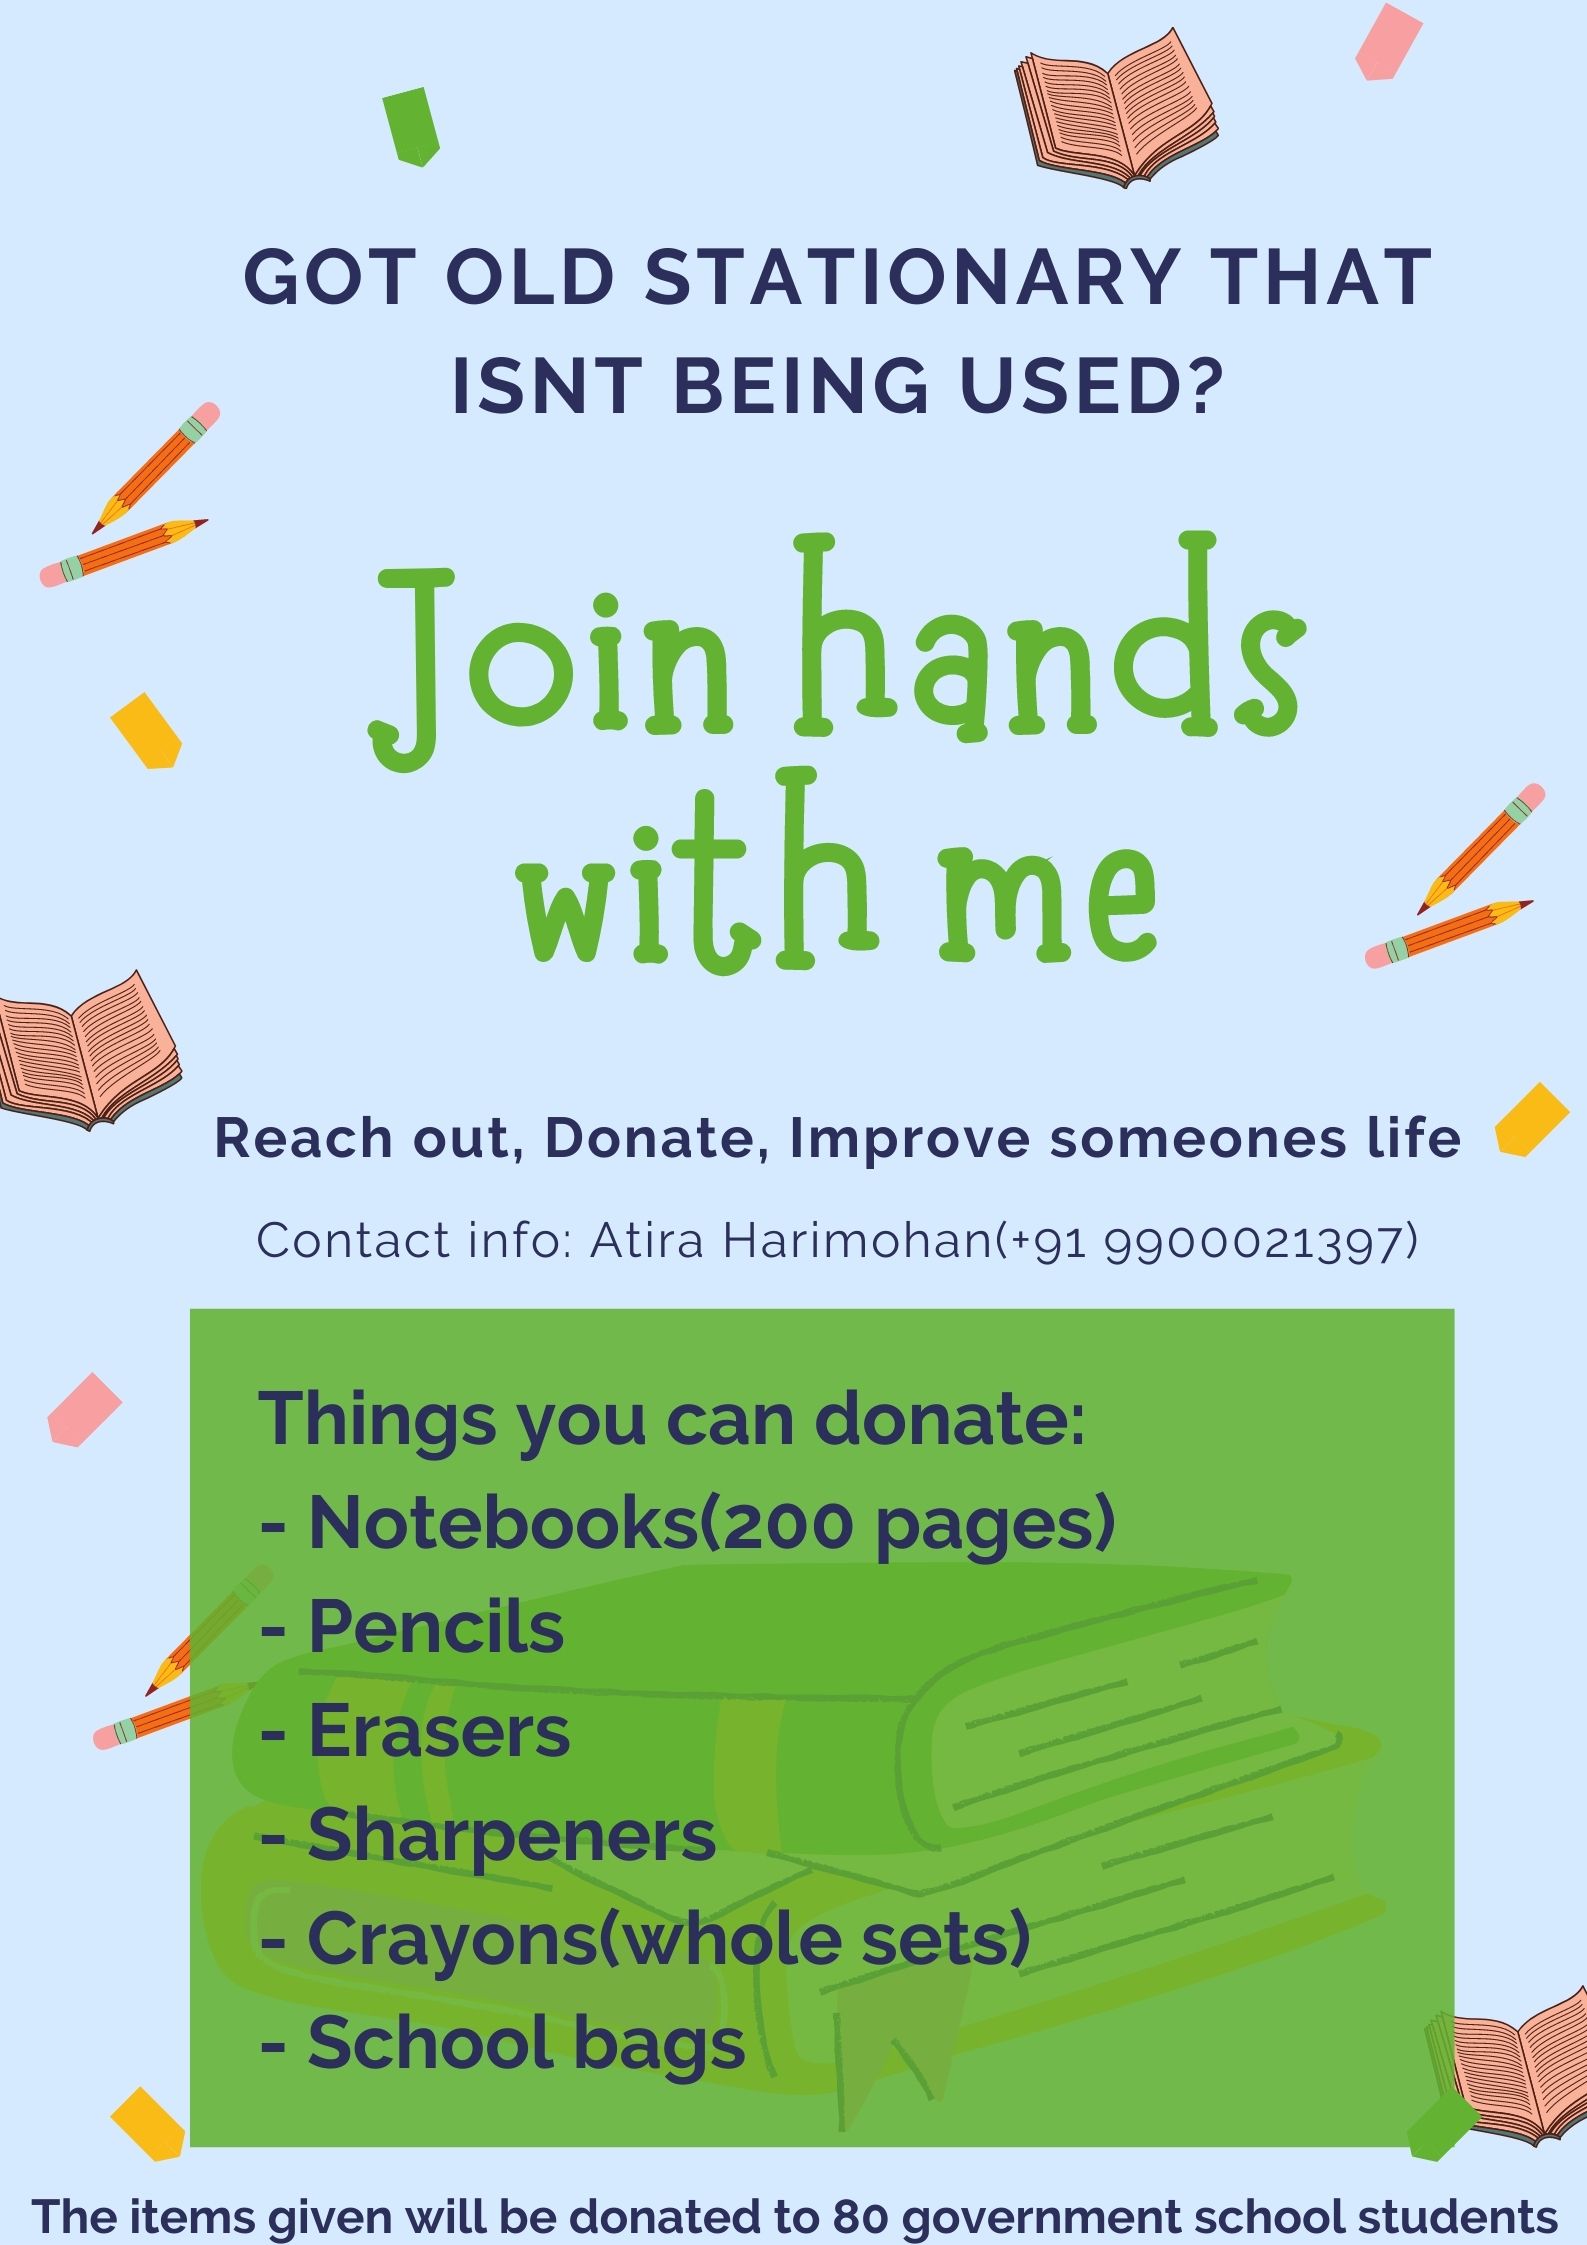 GOT OLD STATIONARY THAT
ISNT BEING USED?
Join hands
with me
Reach out, Donate, Improve someones life
Contact info: Atira Harimohan(+91 9900021397)
Things you can donate:
- Notebooks(200 pages)
- Pencils
- Erasers
- Sharpeners
- Crayons(whole sets)
- School bags
The items given will be donated to 80 government school students